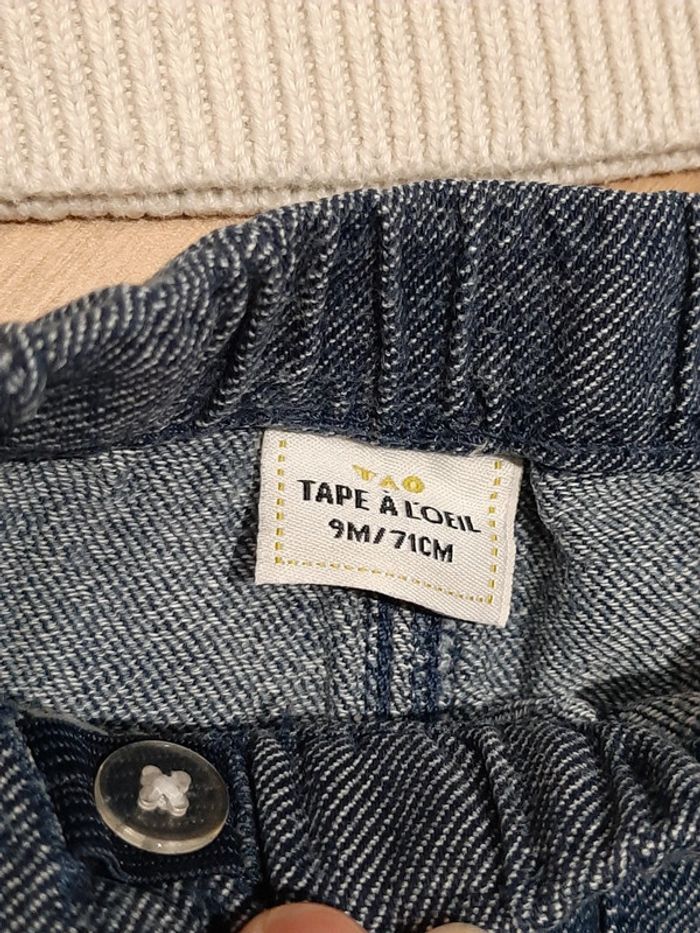 TAO
TAPE À L'OEIL
9M/71CM